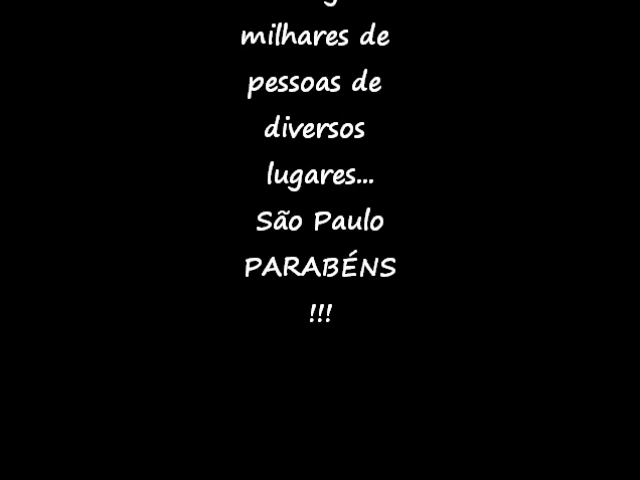 milhares de
pessoas de
diversos
lugares...
São Paulo
PARABÉNS
!!!